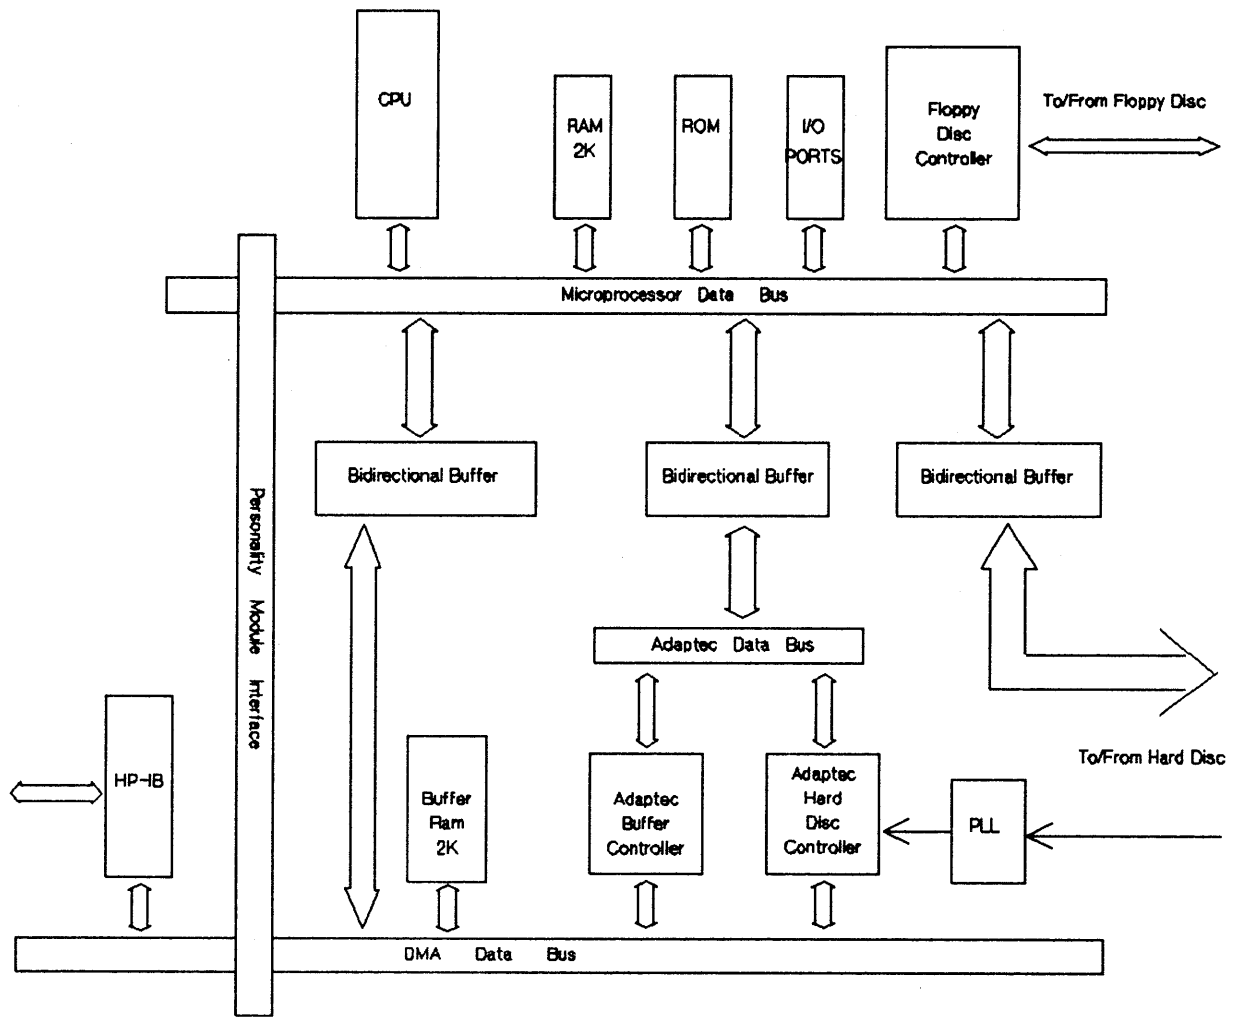 CPU
RAM
2K
ROM
I/O
PORTS
Floppy
Disc
Controller
To/From Floppy Disc
Microprocessor Data Bus
Bidirectional Buffer
Bidirectional Buffer
Bidirectional Buffer
Personality Module Interface
Adaptec Data Bus
To/From Hard Disc
HP-IB
Buffer
Ram
2K
Adaptec
Buffer
Controller
Adaptec
Hard
Disc
Controller
PLL
DMA Data Bus